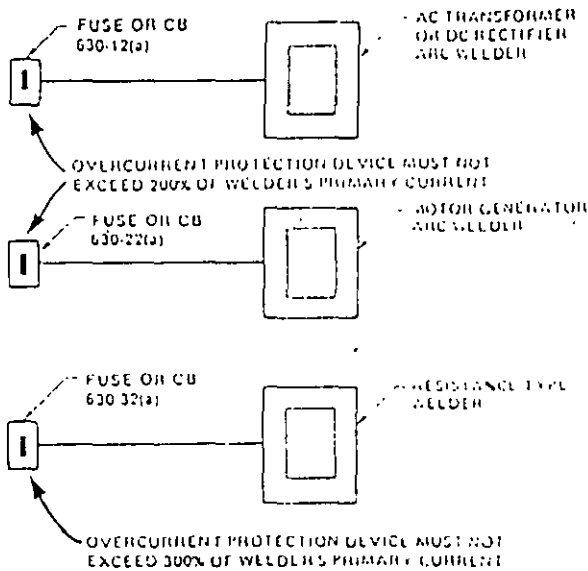 FUSE OR CB
630-12(a)
AC TRANSFORMER
OR DC RECTIFIER
ARC WELDER
OVERCURRENT PROTECTION DEVICE MUST NOT
EXCEED 200% OF WELDERS PRIMARY CURRENT
FUSE OR CB
630-22(a)
MOTOR GENERATOR
ARC WELDER
FUSE OR CB
630 32(a)
RESISTANCE TYPE
WELDER
OVERCURRENT PROTECTION DEVICE MUST NOT
EXCEED 300% OF WELDERS PRIMARY CURRENT